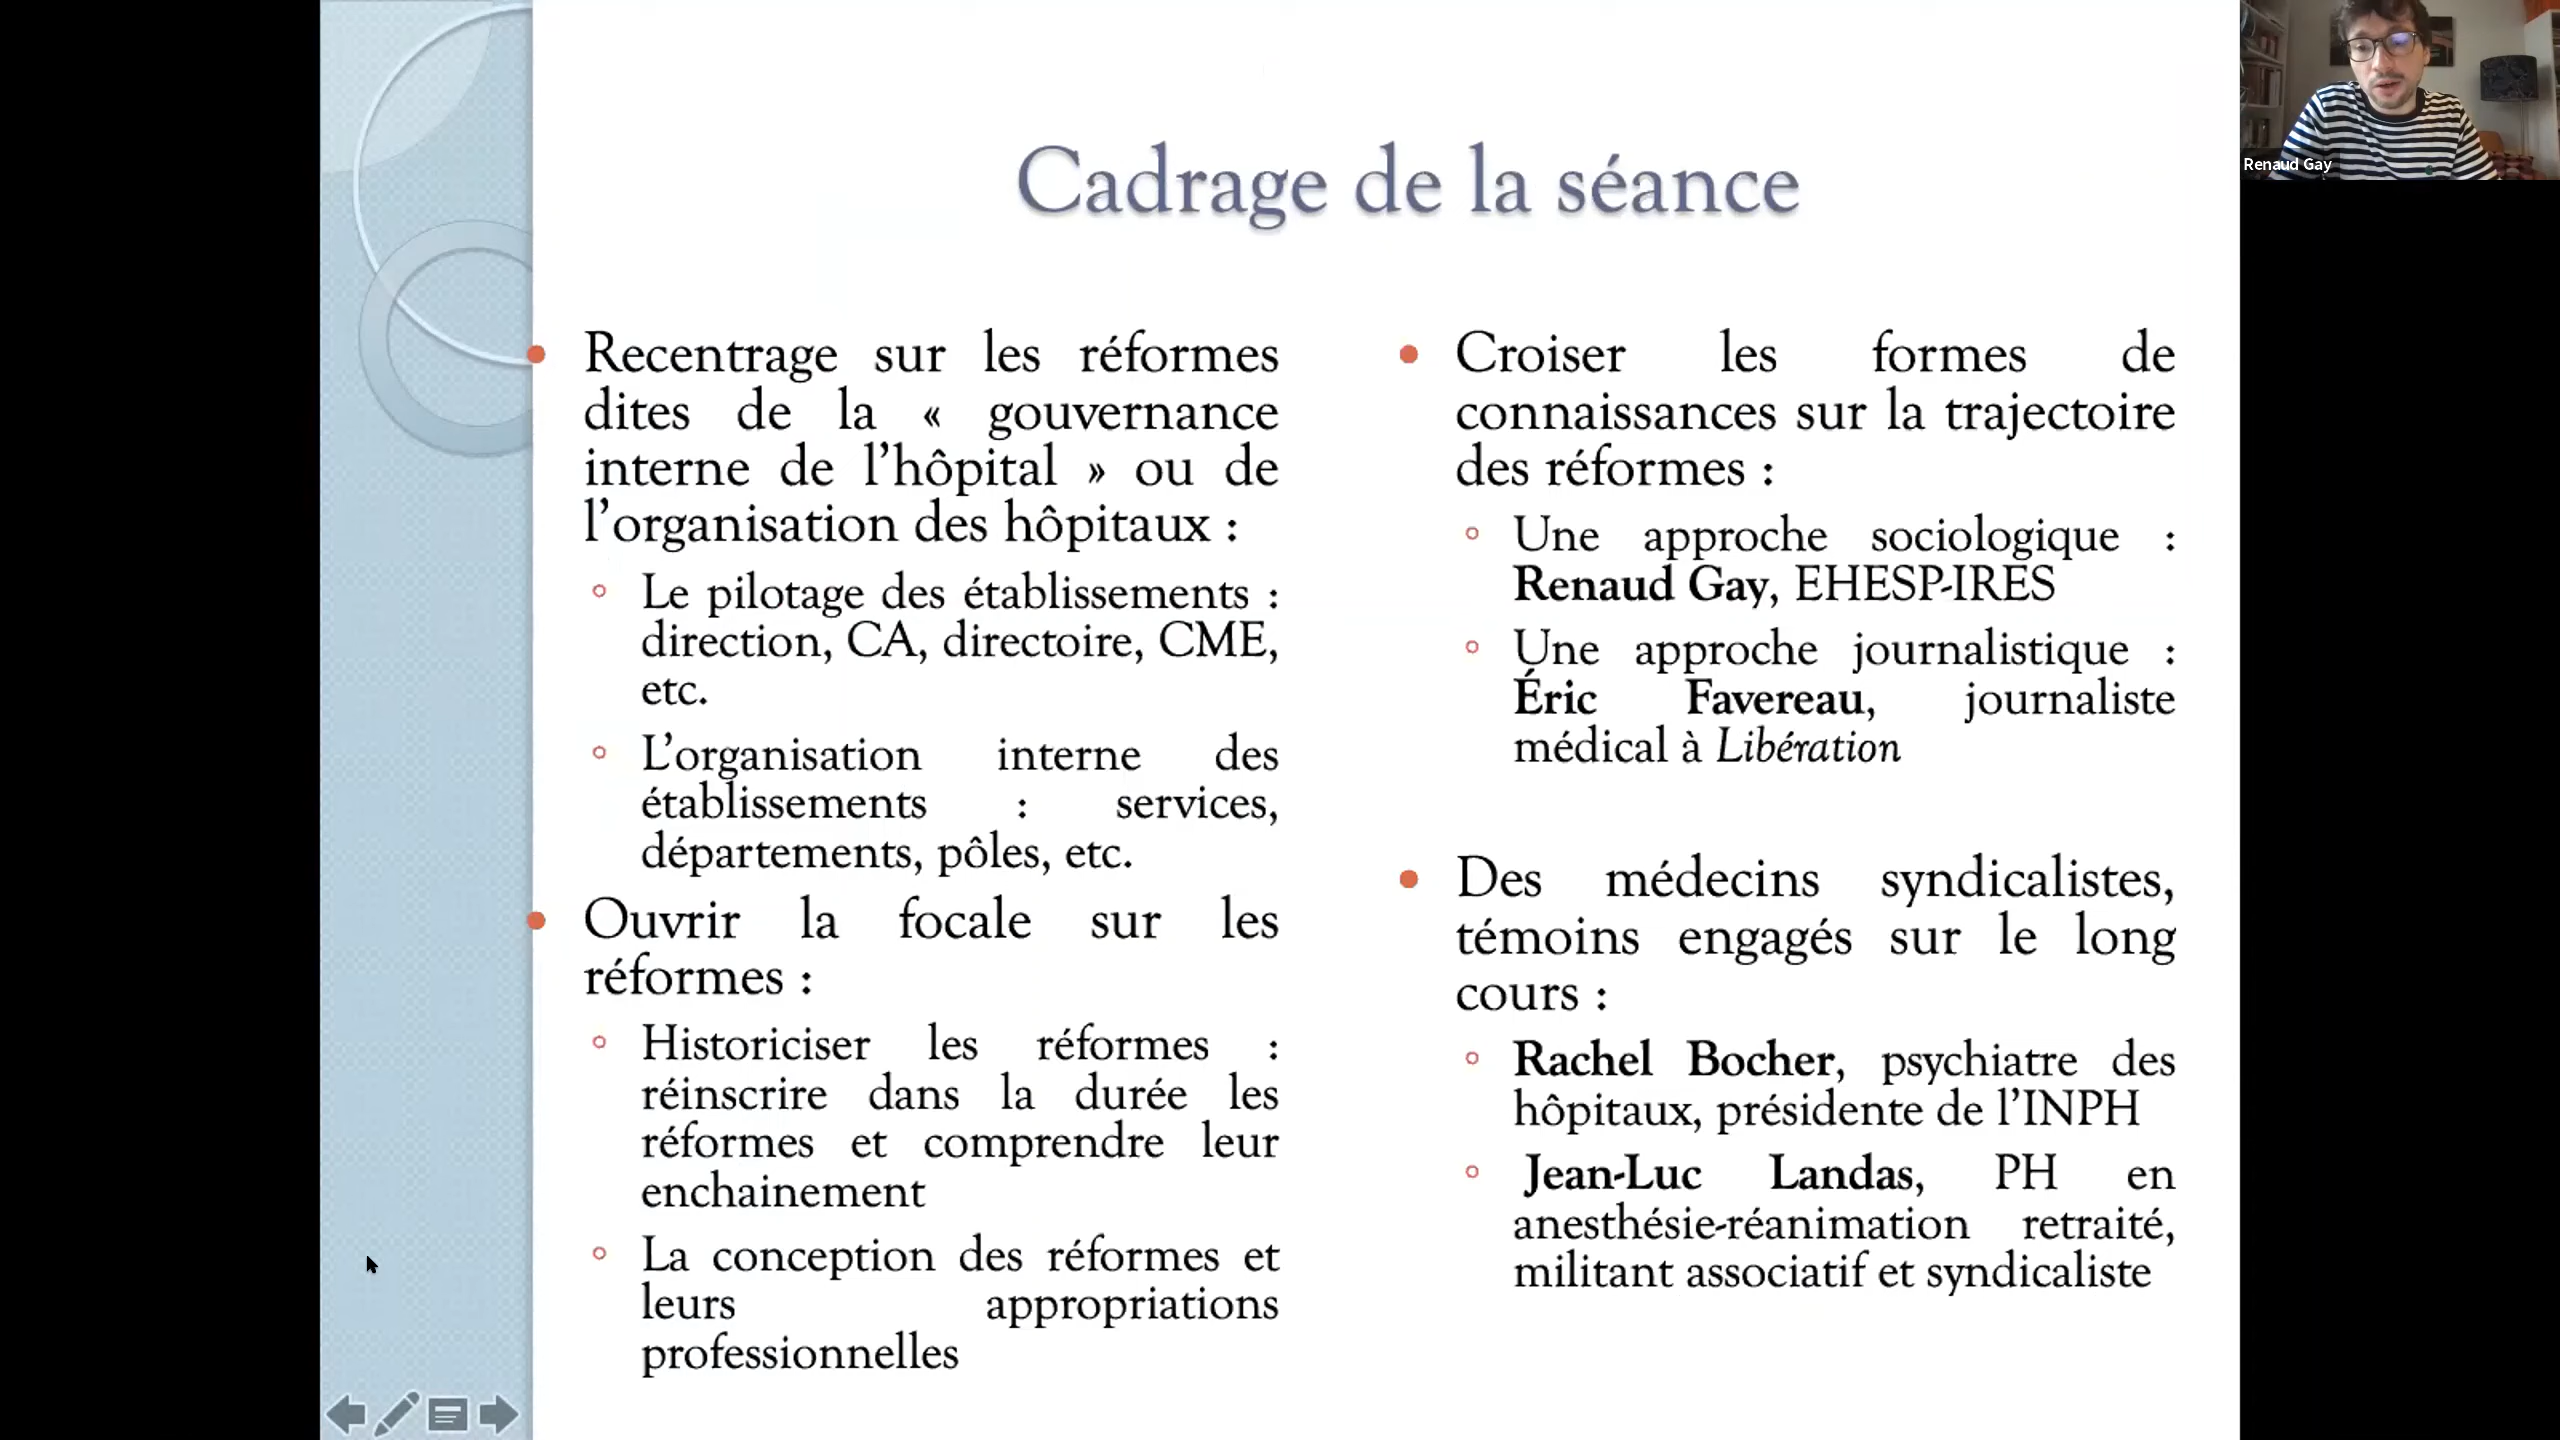 Cadrage de la séance
Recentrage sur les réformes
dites de la « gouvernance
interne de l’hôpital » ou de
l’organisation des hôpitaux :
Le pilotage des établissements :
direction, CA, directoire, CME,
etc.
L’organisation interne des
établissements : services,
départements, pôles, etc.
Ouvrir la focale sur les
réformes :
Historiciser les réformes :
réinscrire dans la durée les
réformes et comprendre leur
enchainement
La conception des réformes et
leurs appropriations
professionnelles
Croiser les formes de
connaissances sur la trajectoire
des réformes :
Une approche sociologique :
Renaud Gay, EHESP-IRES
Une approche journalistique :
Éric Favereau, journaliste
médical à Libération
Des médecins syndicalistes,
témoins engagés sur le long
cours :
Rachel Bocher, psychiatre des
hôpitaux, présidente de l’INPH
Jean-Luc Landas, PH en
anesthésie-réanimation retraité,
militant associatif et syndicaliste
Renaud Gay